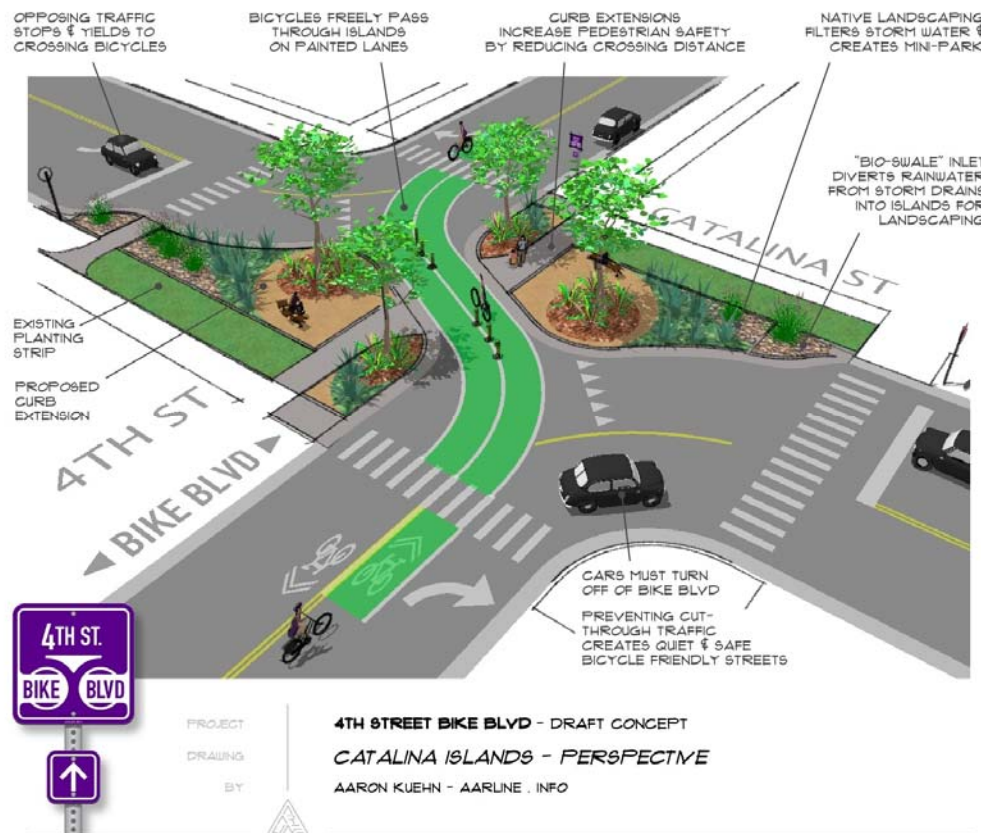 OPPOSING TRAFFIC
STOPS & YIELDS TO
CROSSING BICYCLES
BICYCLES FREELY PASS
THROUGH ISLANDS
ON PAINTED LANES
CURB EXTENSIONS
INCREASE PEDESTRIAN SAFETY
BY REDUCING CROSSING DISTANCE
NATIVE LANDSCAPING
FILTERS STORM WATER &
CREATES MINI-PARK
"BIO-SWALE" INLET
DIVERTS RAINWATER
FROM STORM DRAINS
INTO ISLANDS FOR
LANDSCAPING
CATALINA ST
EXISTING
PLANTING
STRIP
PROPOSED
CURB
EXTENSION
4TH ST
BIKE BLVD
CARS MUST TURN
OFF OF BIKE BLVD
PREVENTING CUT-
THROUGH TRAFFIC
CREATES QUIET & SAFE
BICYCLE FRIENDLY STREETS
4TH ST.
BIKE BLVD
PROJECT 4TH STREET BIKE BLVD - DRAFT CONCEPT
DRAWING CATALINA ISLANDS - PERSPECTIVE
BY AARON KUEHN - AARLINE . INFO